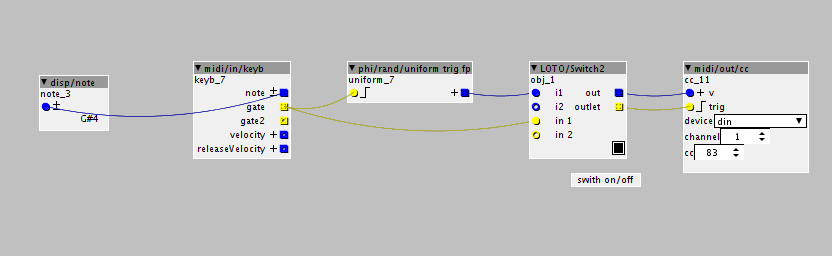 disp/note
note_3
G#4
midi/in/keyb
keyb_7
note
gate
gate2
velocity
releaseVelocity
phi/rand/uniform trig fp
uniform_7
LOTO/Switch2
obj_1
i1 out
i2 outlet
in 1
in 2
swith on/off
midi/out/cc
cc_11
v
trig
device din
channel 1
cc 83